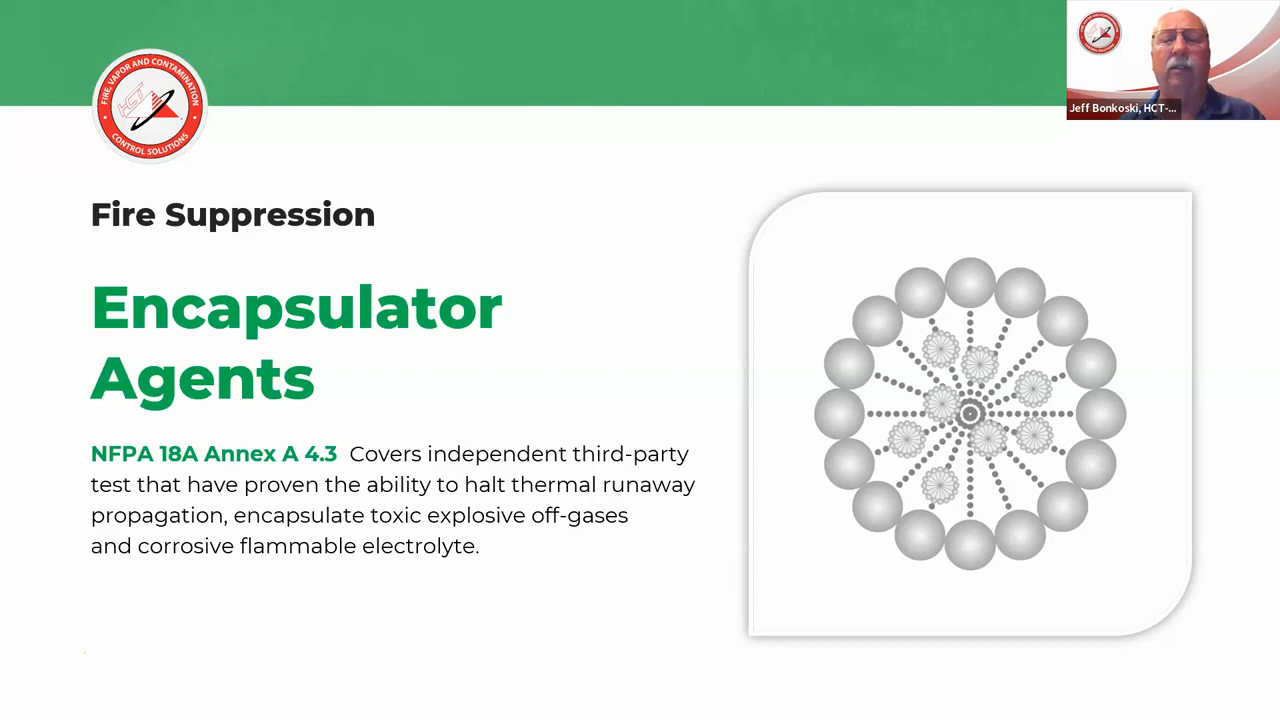 FIRE, VAPOR AND CONTAMINATION
HCT
CONTROL SOLUTIONS
Jeff Bonkoski, HCT-...
Fire Suppression
Encapsulator
Agents
NFPA 18A Annex A 4.3 Covers independent third-party
test that have proven the ability to halt thermal runaway
propagation, encapsulate toxic explosive off-gases
and corrosive flammable electrolyte.